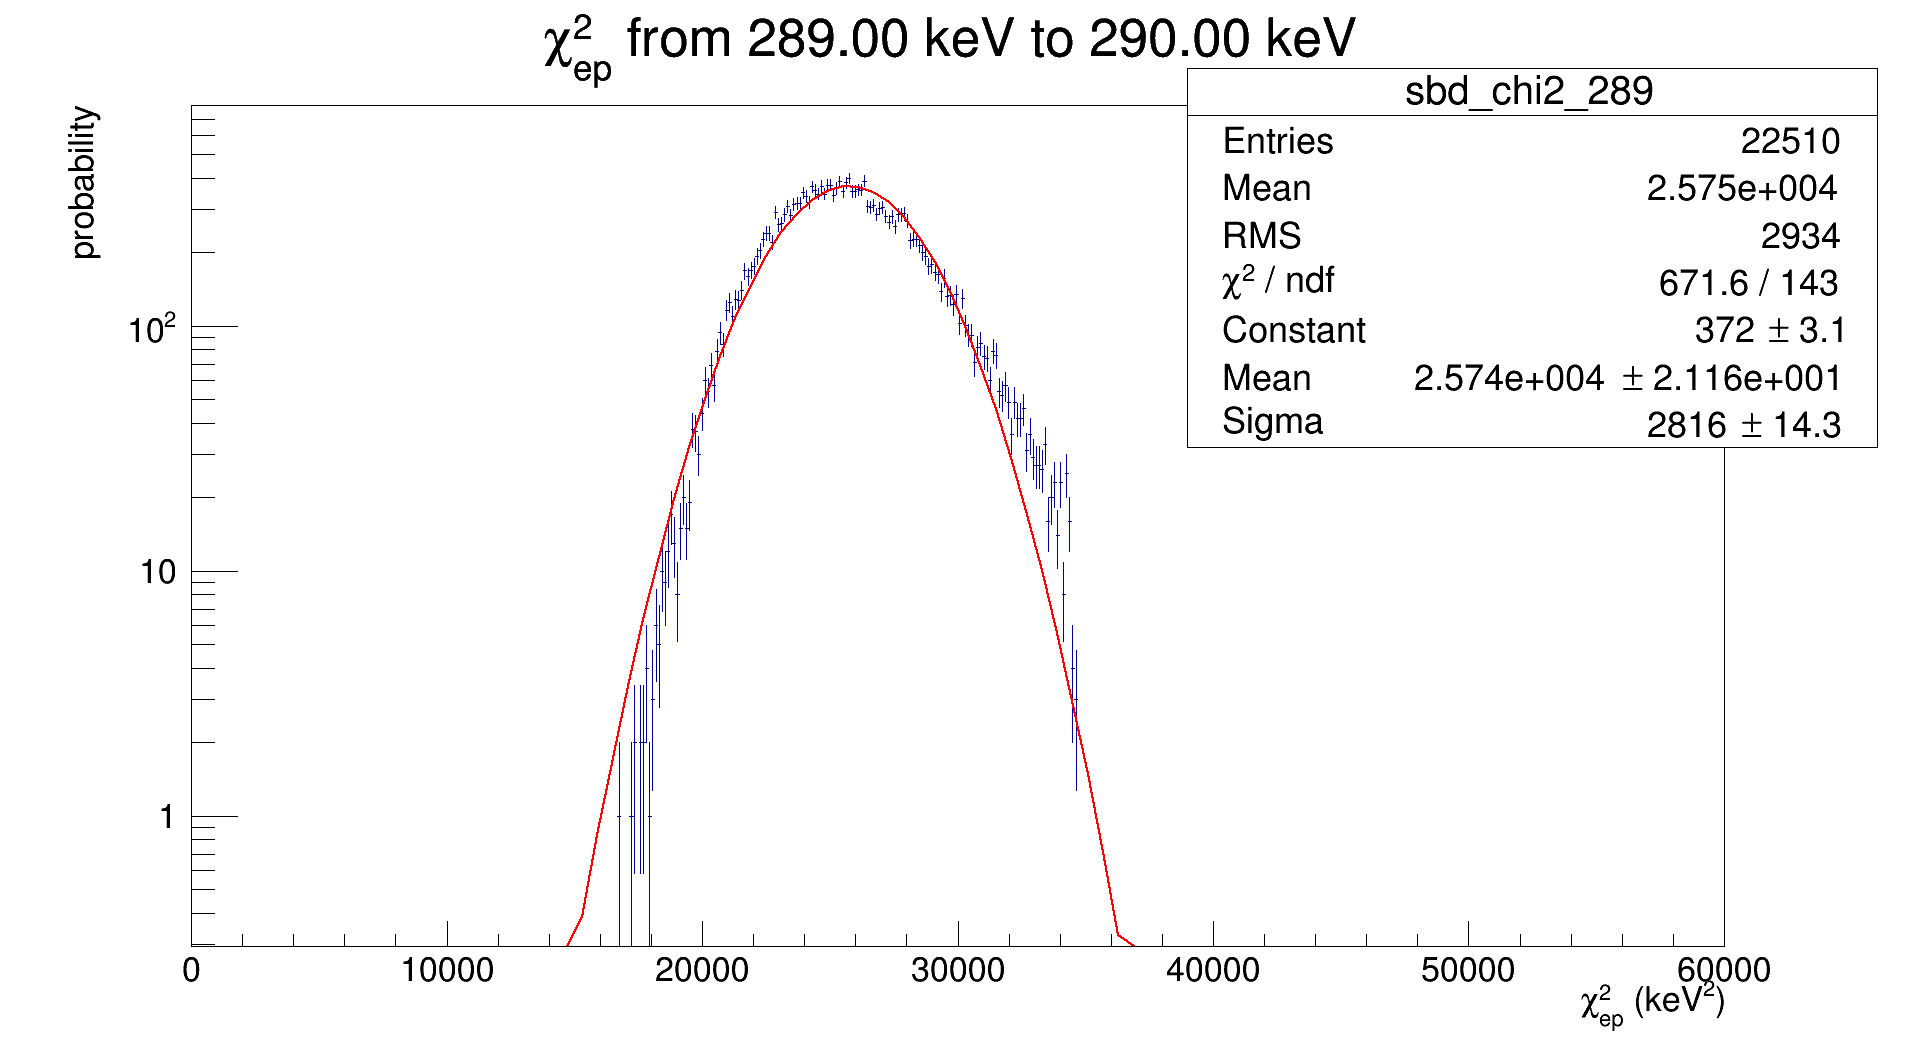 χ²ep from 289.00 keV to 290.00 keV
sbd_chi2_289
Entries 22510
Mean 2.575e+004
RMS 2934
χ² / ndf 671.6 / 143
Constant 372 ± 3.1
Mean 2.574e+004 ± 2.116e+001
Sigma 2816 ± 14.3
probability
10²
10
1
0 10000 20000 30000 40000 50000 60000
χ²ep (keV²)